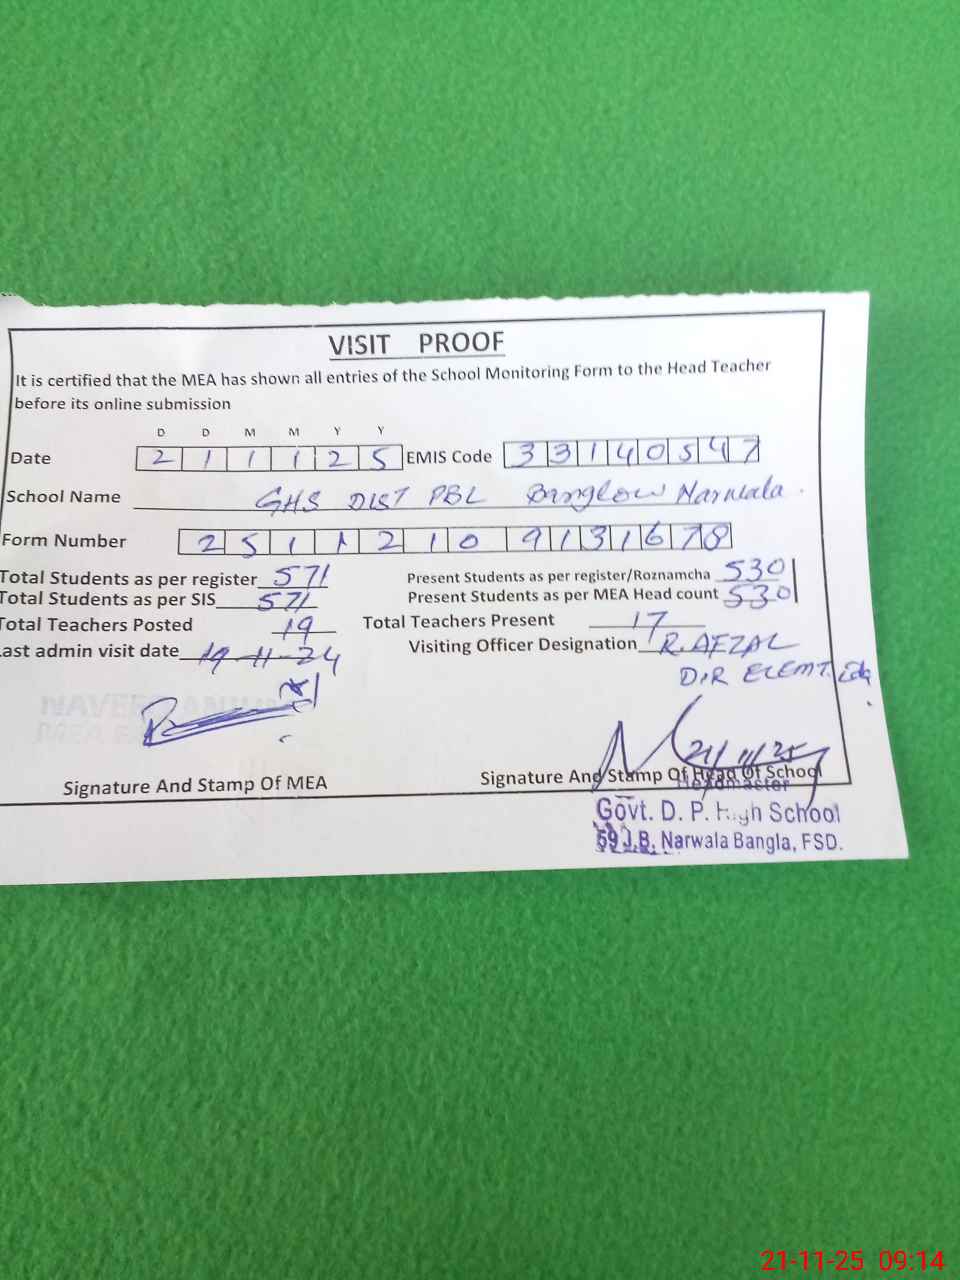 VISIT PROOF
It is certified that the MEA has shown all entries of the School Monitoring Form to the Head Teacher
before its online submission
D D M M Y Y
Date 2 1 1 1 2 5 EMIS Code 3 3 1 4 0 5 4 7
School Name GHS DIST PBL Banglow Narwala
Form Number 2 5 1 1 2 1 0 9 1 3 1 6 7 8
Total Students as per register 571 Present Students as per register/Roznamcha 530
Total Students as per SIS 571 Present Students as per MEA Head count 530
Total Teachers Posted 19 Total Teachers Present 17
Last admin visit date 19-11-24 Visiting Officer Designation R. AFZAL
DIR ELEMT.
NAVEED
MEA
21/11/25
Signature And Stamp Of MEA Signature And Stamp Of Head Of School
Headmaster
Govt. D. P. High School
59 J.B. Narwala Bangla, FSD.
21-11-25 09:14